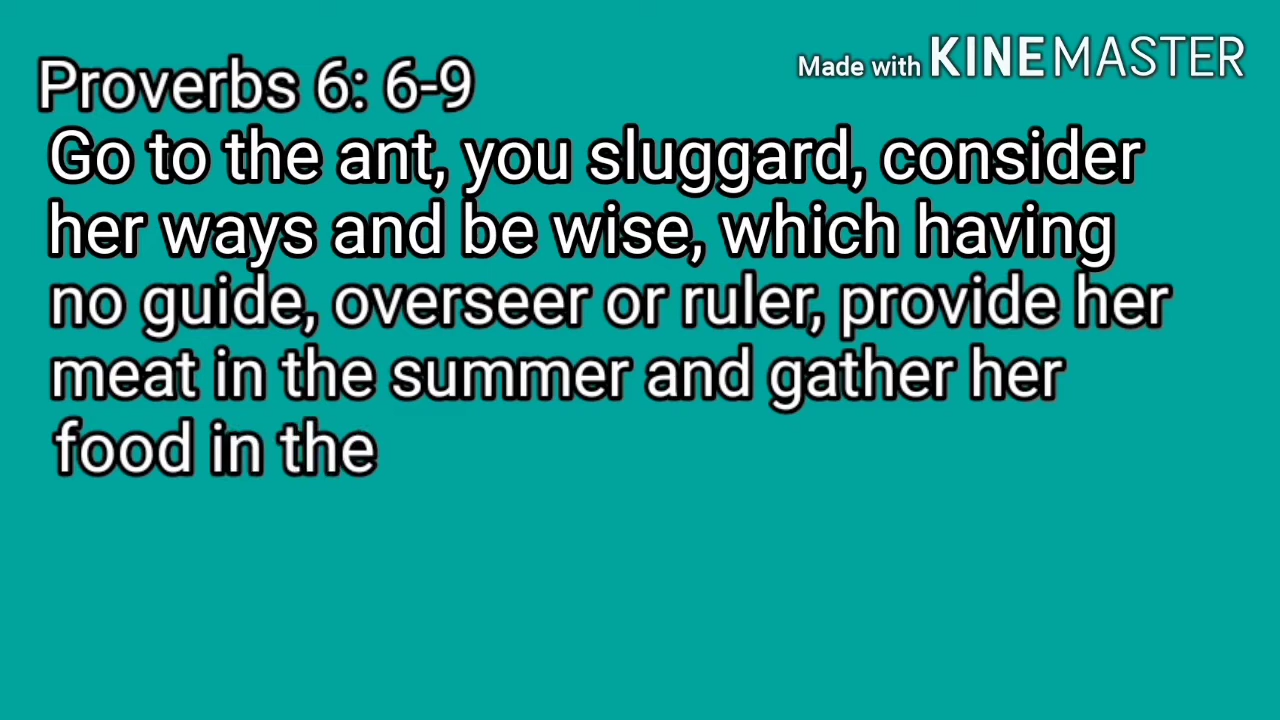 Made with KINEMASTER
Proverbs 6: 6-9
Go to the ant, you sluggard, consider
her ways and be wise, which having
no guide, overseer or ruler, provide her
meat in the summer and gather her
food in the